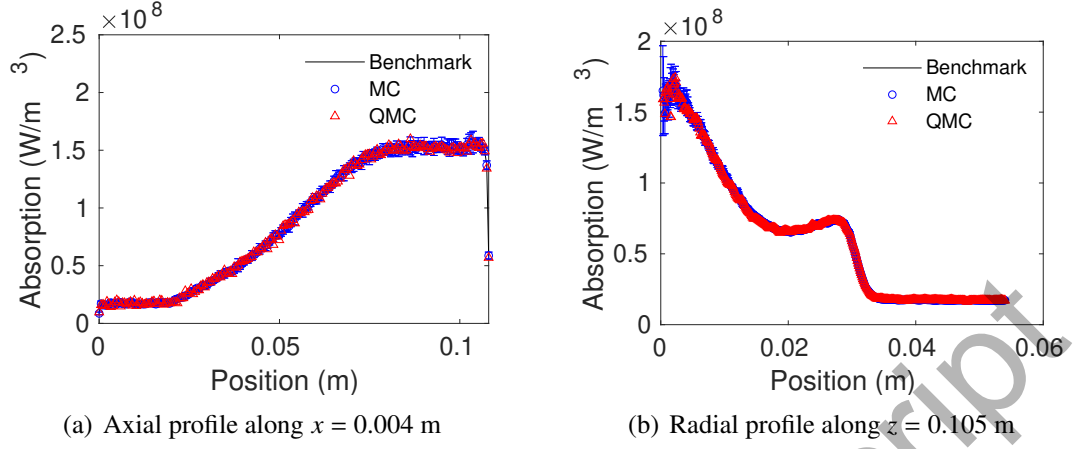 ×10^8
2.5
2
1.5
1
0.5
0
Absorption (W/m^3)
Benchmark
MC
QMC
0
0.05
0.1
Position (m)
(a) Axial profile along x = 0.004 m
×10^8
2
1.5
1
0.5
0
Absorption (W/m^3)
Benchmark
MC
QMC
0
0.02
0.04
0.06
Position (m)
(b) Radial profile along z = 0.105 m